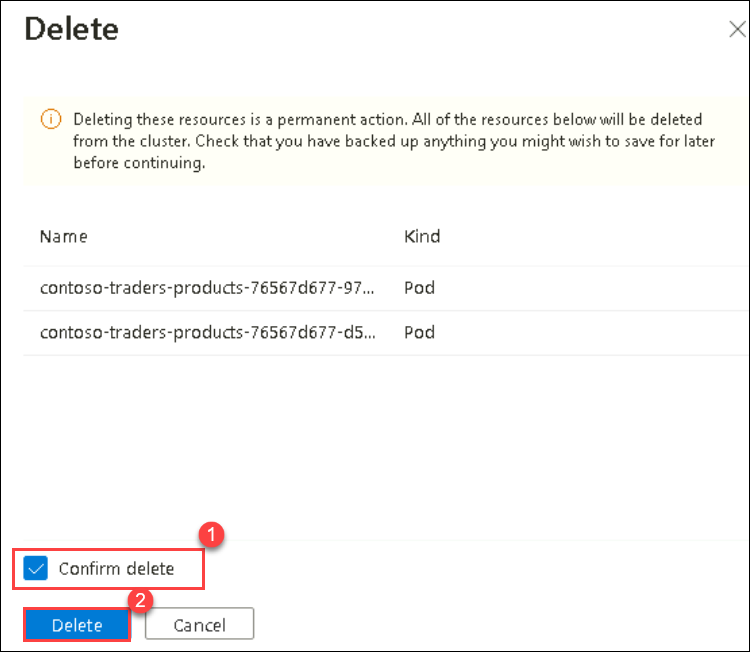 Delete
Deleting these resources is a permanent action. All of the resources below will be deleted
from the cluster. Check that you have backed up anything you might wish to save for later
before continuing.
Name Kind
contoso-traders-products-76567d677-97... Pod
contoso-traders-products-76567d677-d5... Pod
1
Confirm delete
2
Delete Cancel